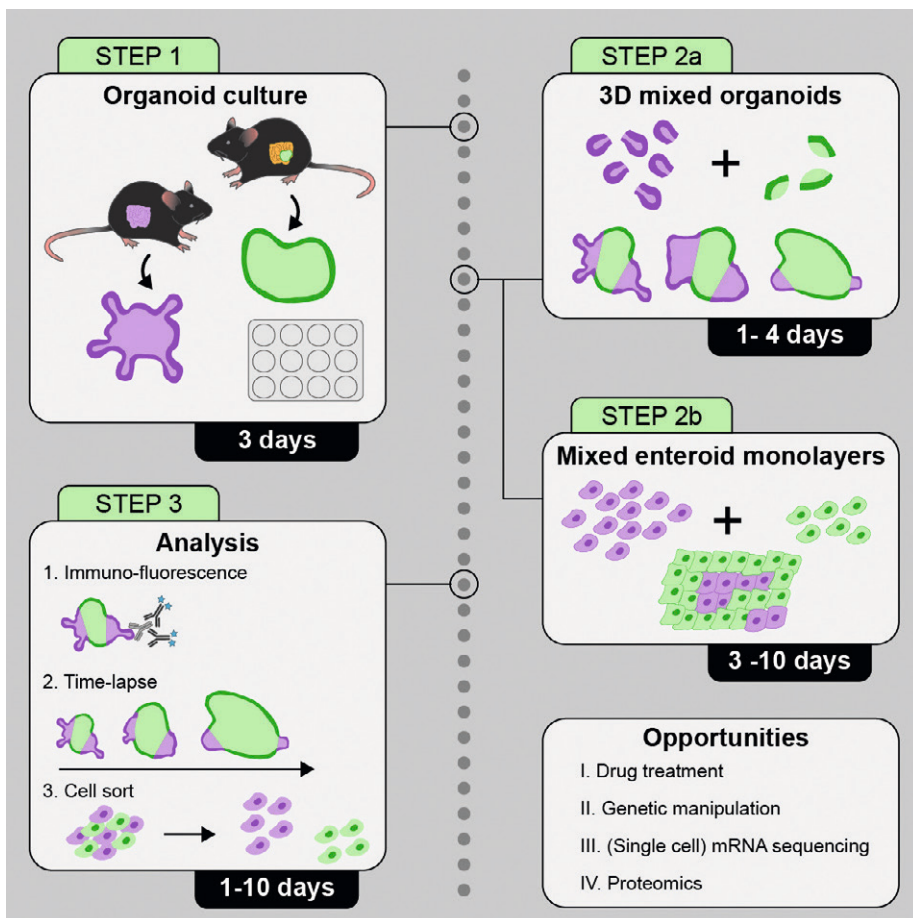 STEP 1
Organoid culture
3 days
STEP 2a
3D mixed organoids
1- 4 days
STEP 2b
Mixed enteroid monolayers
3 -10 days
STEP 3
Analysis
1. Immuno-fluorescence
2. Time-lapse
3. Cell sort
1-10 days
Opportunities
I. Drug treatment
II. Genetic manipulation
III. (Single cell) mRNA sequencing
IV. Proteomics